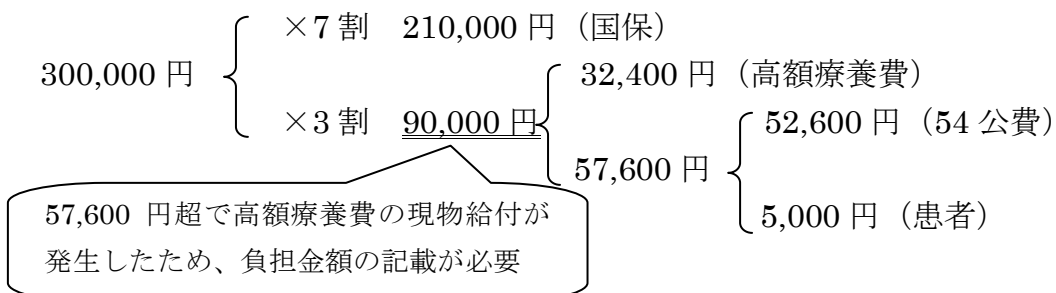 ×7 割 210,000 円（国保）
300,000 円
32,400 円（高額療養費）
×3 割 90,000 円
52,600 円（54 公費）
57,600 円
5,000 円（患者）
57,600 円超で高額療養費の現物給付が
発生したため、負担金額の記載が必要